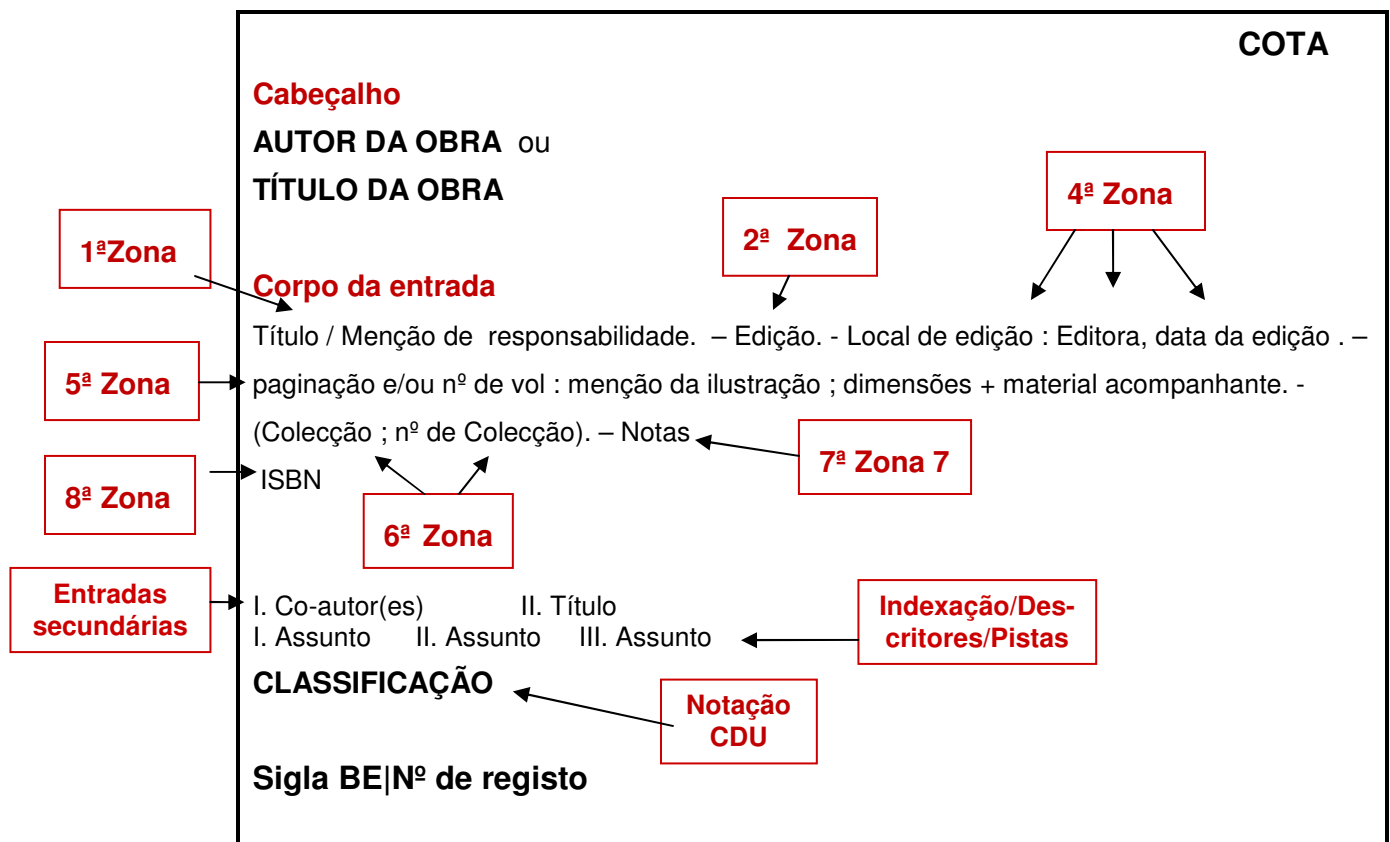 COTA
Cabeçalho
AUTOR DA OBRA ou
TÍTULO DA OBRA
4ª Zona
1ªZona
2ª Zona
Corpo da entrada
Título / Menção de responsabilidade. – Edição. - Local de edição : Editora, data da edição . –
5ª Zona
paginação e/ou nº de vol : menção da ilustração ; dimensões + material acompanhante. -
(Colecção ; nº de Colecção). – Notas
7ª Zona 7
8ª Zona
ISBN
6ª Zona
Entradas
secundárias
I. Co-autor(es) II. Título
I. Assunto II. Assunto III. Assunto
Indexação/Des-
critores/Pistas
CLASSIFICAÇÃO
Notação
CDU
Sigla BE|Nº de registo